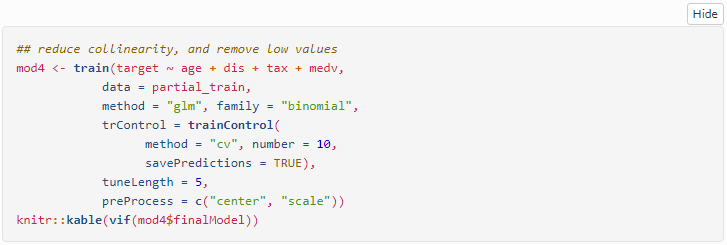 Hide
## reduce collinearity, and remove low values
mod4 <- train(target ~ age + dis + tax + medv,
            data = partial_train,
            method = "glm", family = "binomial",
            trControl = trainControl(
                  method = "cv", number = 10,
                  savePredictions = TRUE),
            tuneLength = 5,
            preProcess = c("center", "scale"))
knitr::kable(vif(mod4$finalModel))